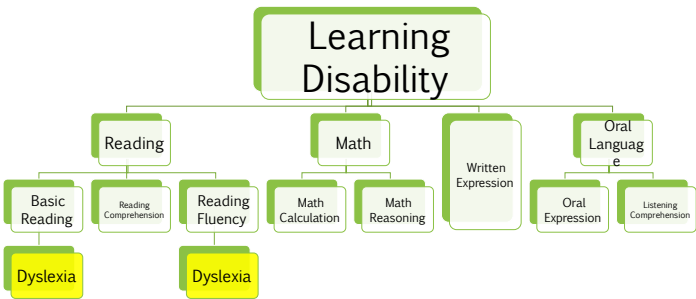 Learning
Disability
Reading
Math
Written
Expression
Oral
Languag
e
Basic
Reading
Reading
Comprehension
Reading
Fluency
Math
Calculation
Math
Reasoning
Oral
Expression
Listening
Comprehension
Dyslexia
Dyslexia